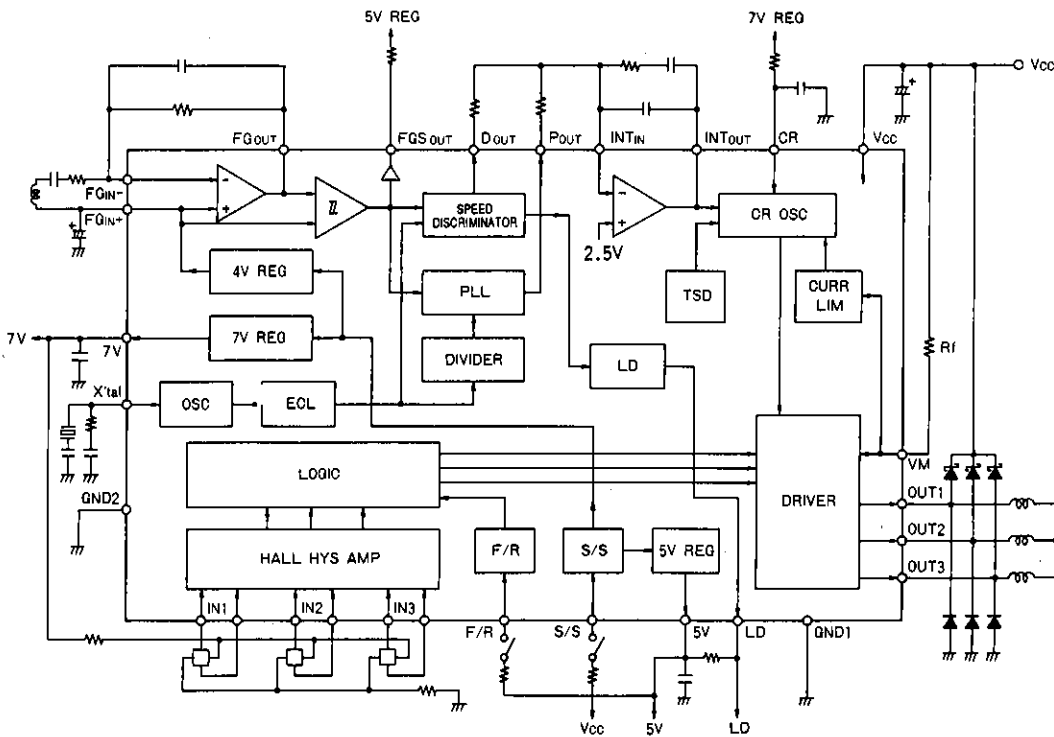 5V REG
7V REG
VCC
FGOUT
FGSOUT
DOUT
POUT
INTIN
INTOUT
CR
VCC
FGIN-
FGIN+
-
+
-
+
2.5V
SPEED
DISCRIMINATOR
CR OSC
4V REG
PLL
TSD
CURR
LIM
7V
7V
7V REG
DIVIDER
LD
Rf
X'tal
OSC
ECL
LOGIC
VM
GND2
DRIVER
OUT1
OUT2
OUT3
HALL HYS AMP
F/R
S/S
5V REG
IN1
IN2
IN3
F/R
S/S
5V
LD
GND1
VCC
5V
LD